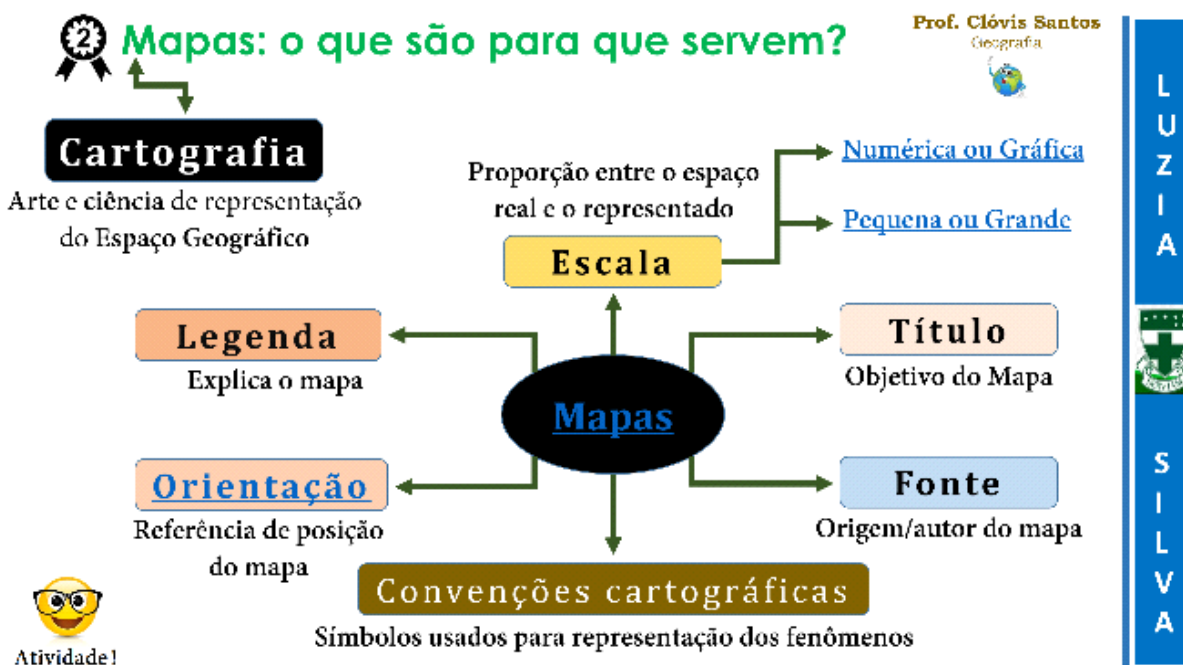 2
Mapas: o que são para que servem?
Prof. Clóvis Santos
Geografia
Cartografia
Arte e ciência de representação
do Espaço Geográfico
Proporção entre o espaço
real e o representado
Escala
Numérica ou Gráfica
Pequena ou Grande
Legenda
Explica o mapa
Título
Objetivo do Mapa
Mapas
Orientação
Referência de posição
do mapa
Fonte
Origem/autor do mapa
Convenções cartográficas
Símbolos usados para representação dos fenômenos
Atividade!
LUZIA
SILVA